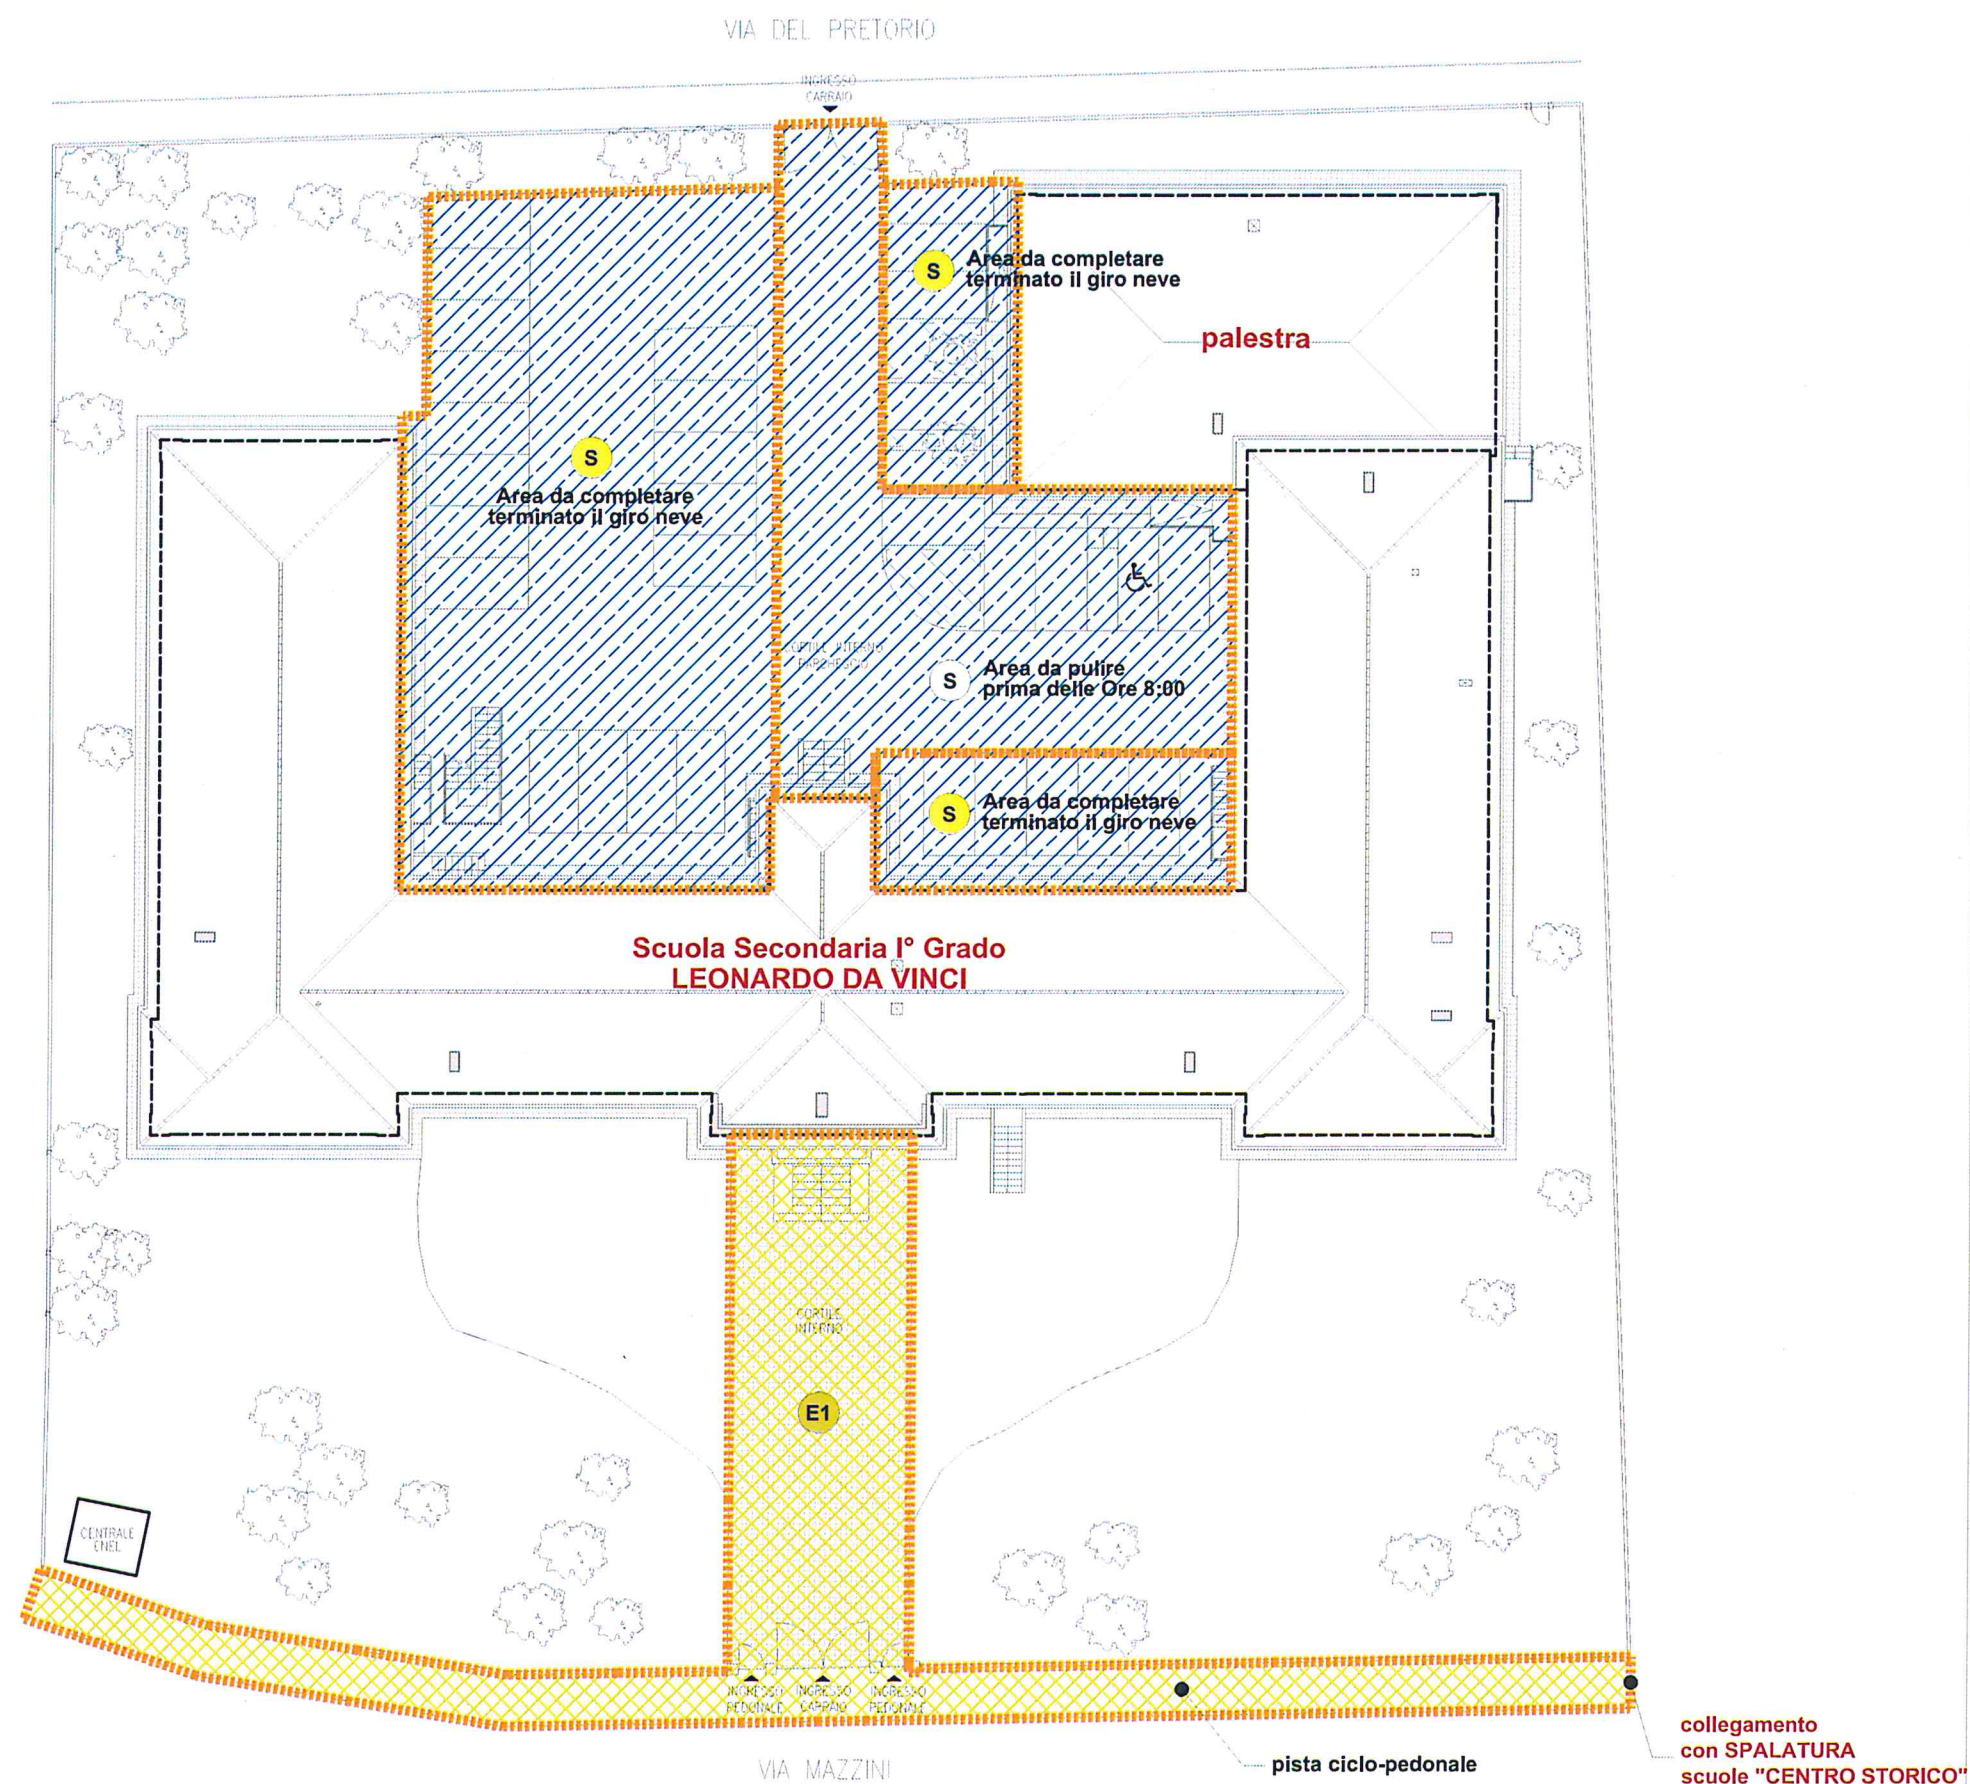 VIA DEL PRETORIO
INGRESSO
CARRAIO
S
Area da completare
terminato il giro neve
palestra
S
Area da completare
terminato il giro neve
CORTILE INTERNO
PARCHEGGIO
S
Area da pulire
prima delle Ore 8:00
S
Area da completare
terminato il giro neve
Scuola Secondaria I° Grado
LEONARDO DA VINCI
CORTILE
INTERNO
E1
CENTRALE
ENEL
INGRESSO
PEDONALE
INGRESSO
CARRAIO
INGRESSO
PEDONALE
pista ciclo-pedonale
collegamento
con SPALATURA
scuole "CENTRO STORICO"
VIA MAZZINI